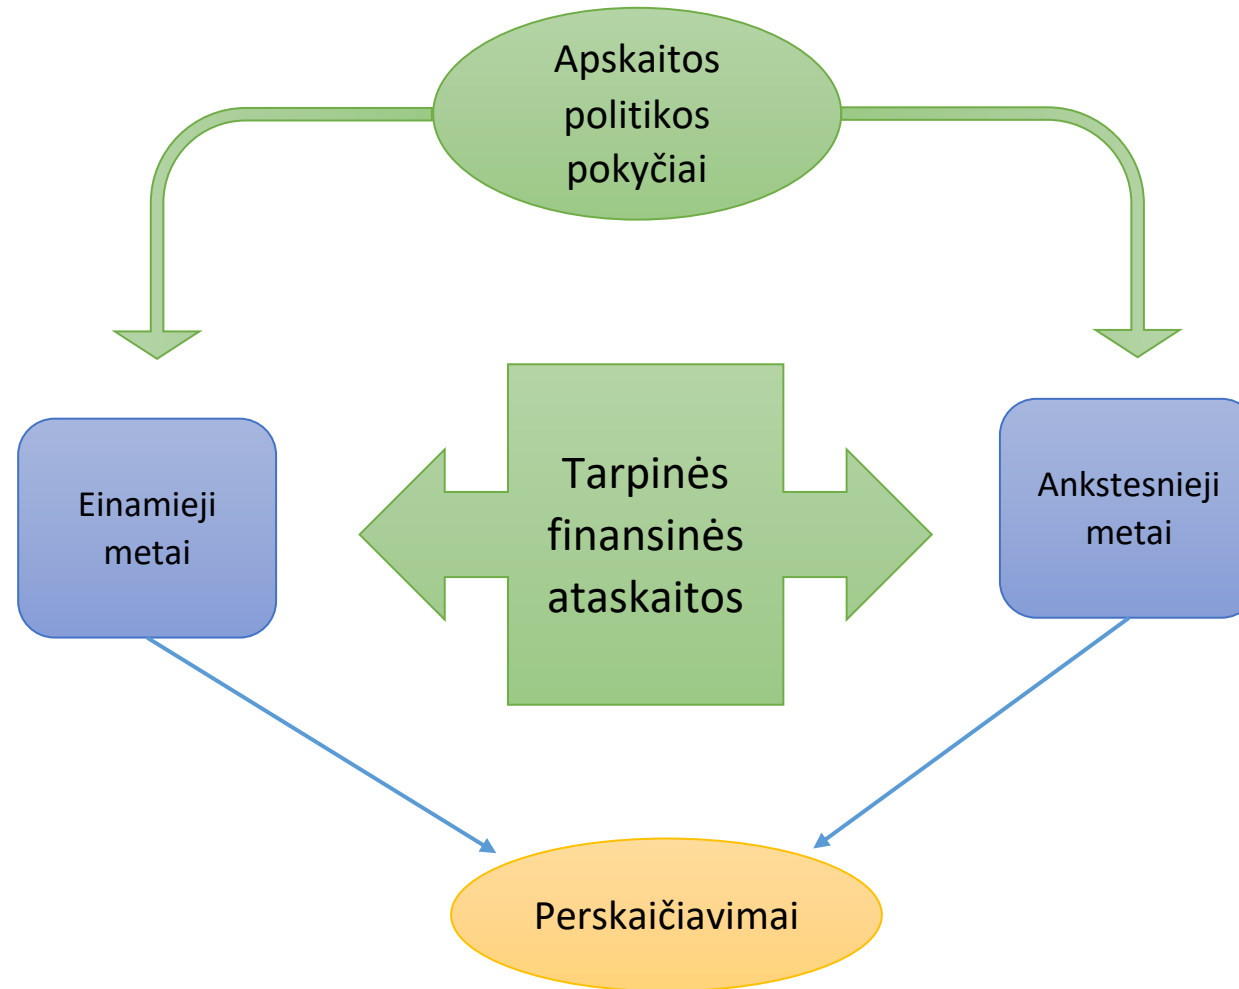 Apskaitos
politikos
pokyčiai
Einamieji
metai
Tarpinės
finansinės
ataskaitos
Ankstesnieji
metai
Perskaičiavimai